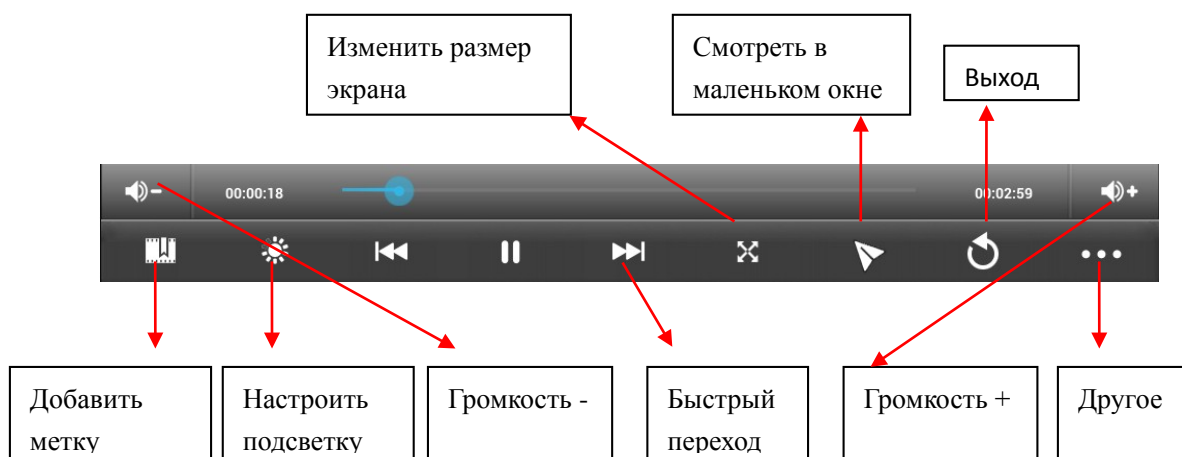 Изменить размер
экрана
Смотреть в
маленьком окне
Выход
00:00:18
00:02:59
Добавить
метку
Настроить
подсветку
Громкость -
Быстрый
переход
Громкость +
Другое